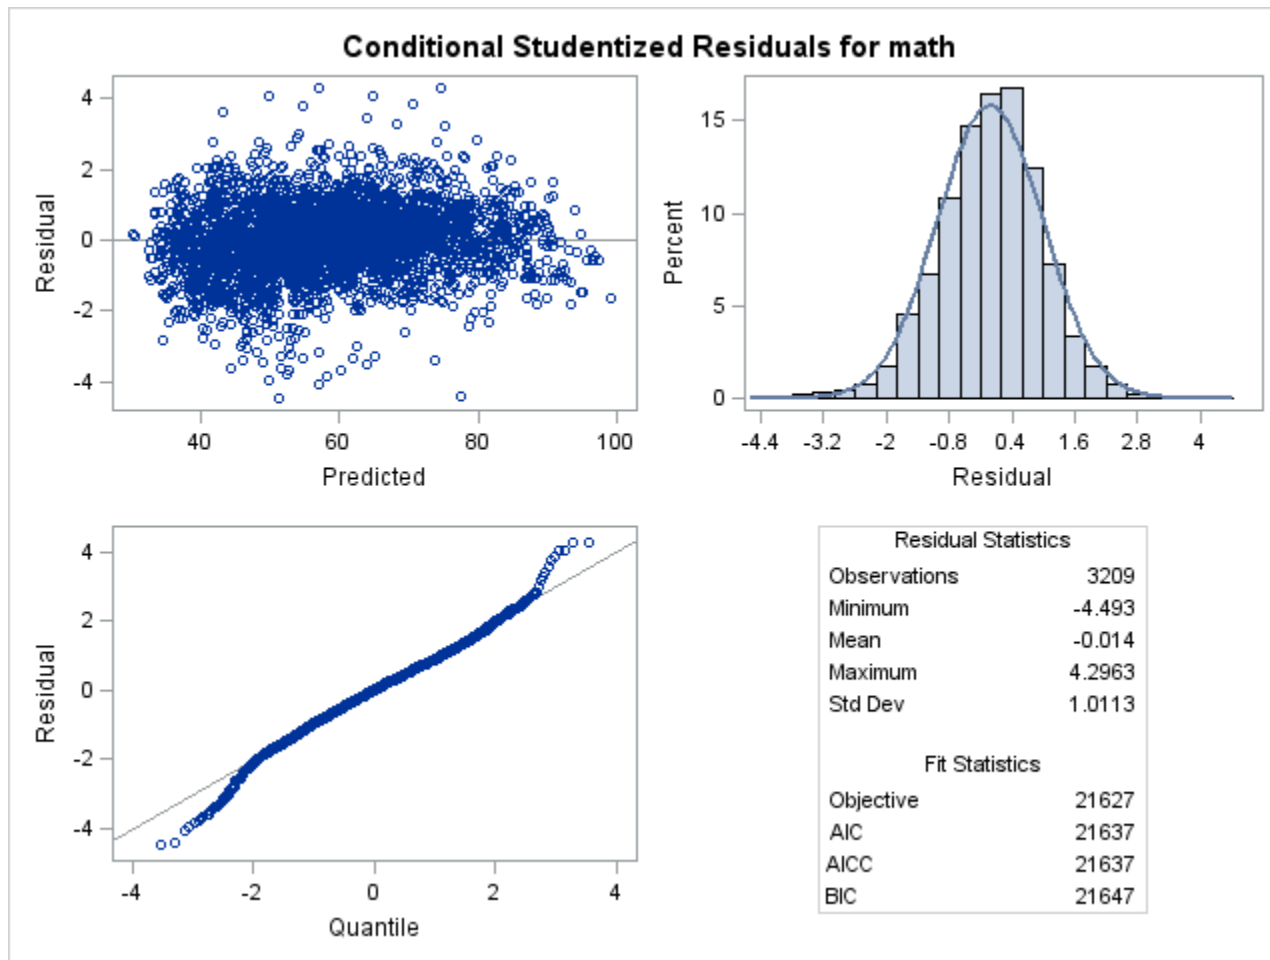 Conditional Studentized Residuals for math
4
2
0
-2
-4
Residual
40 60 80 100
Predicted
15
10
5
0
Percent
-4.4 -3.2 -2 -0.8 0.4 1.6 2.8 4
Residual
4
2
0
-2
-4
Residual
-4 -2 0 2 4
Quantile
Residual Statistics
Observations 3209
Minimum -4.493
Mean -0.014
Maximum 4.2963
Std Dev 1.0113
Fit Statistics
Objective 21627
AIC 21637
AICC 21637
BIC 21647